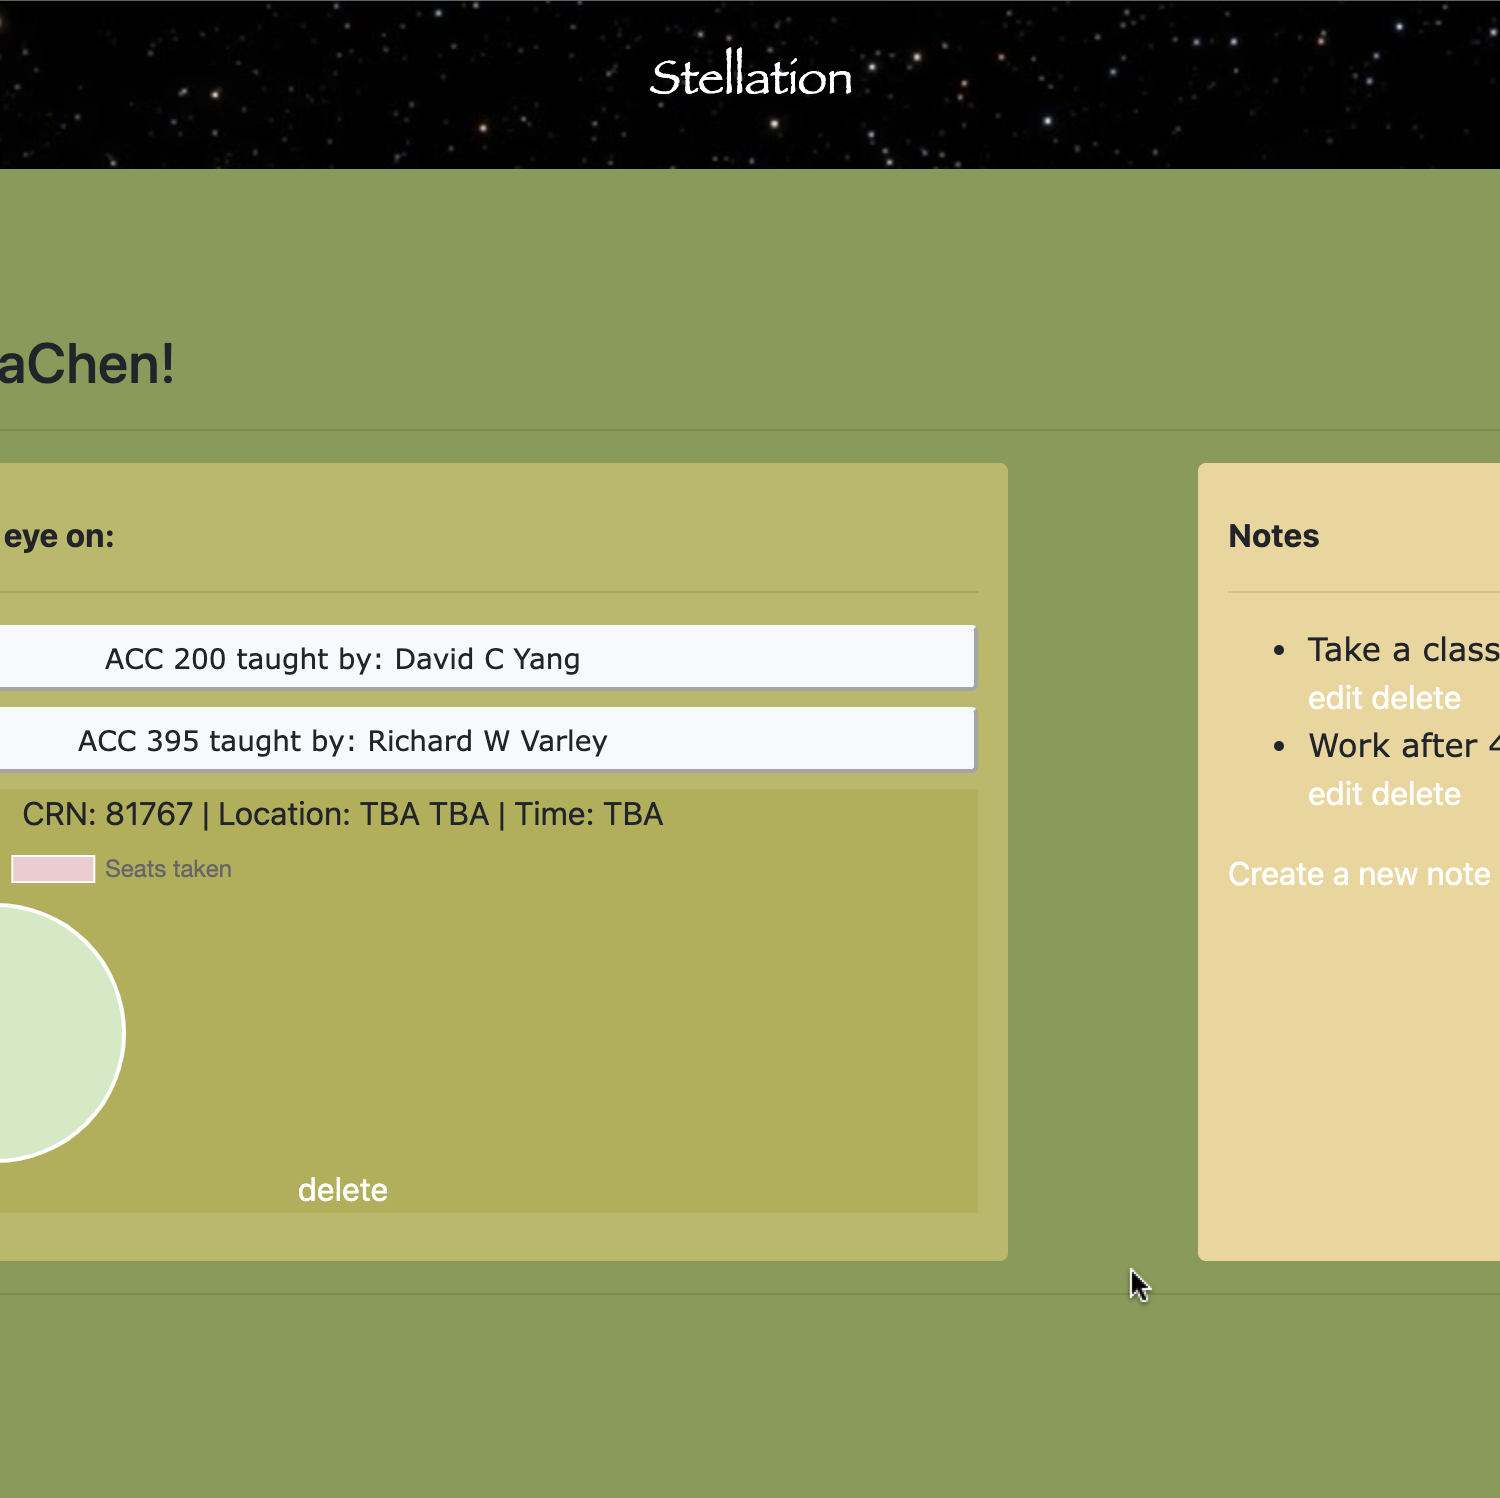 Stellation
aChen!
eye on:
ACC 200 taught by: David C Yang
ACC 395 taught by: Richard W Varley
CRN: 81767 | Location: TBA TBA | Time: TBA
Seats taken
delete
Notes
• Take a class
edit delete
• Work after 4
edit delete
Create a new note